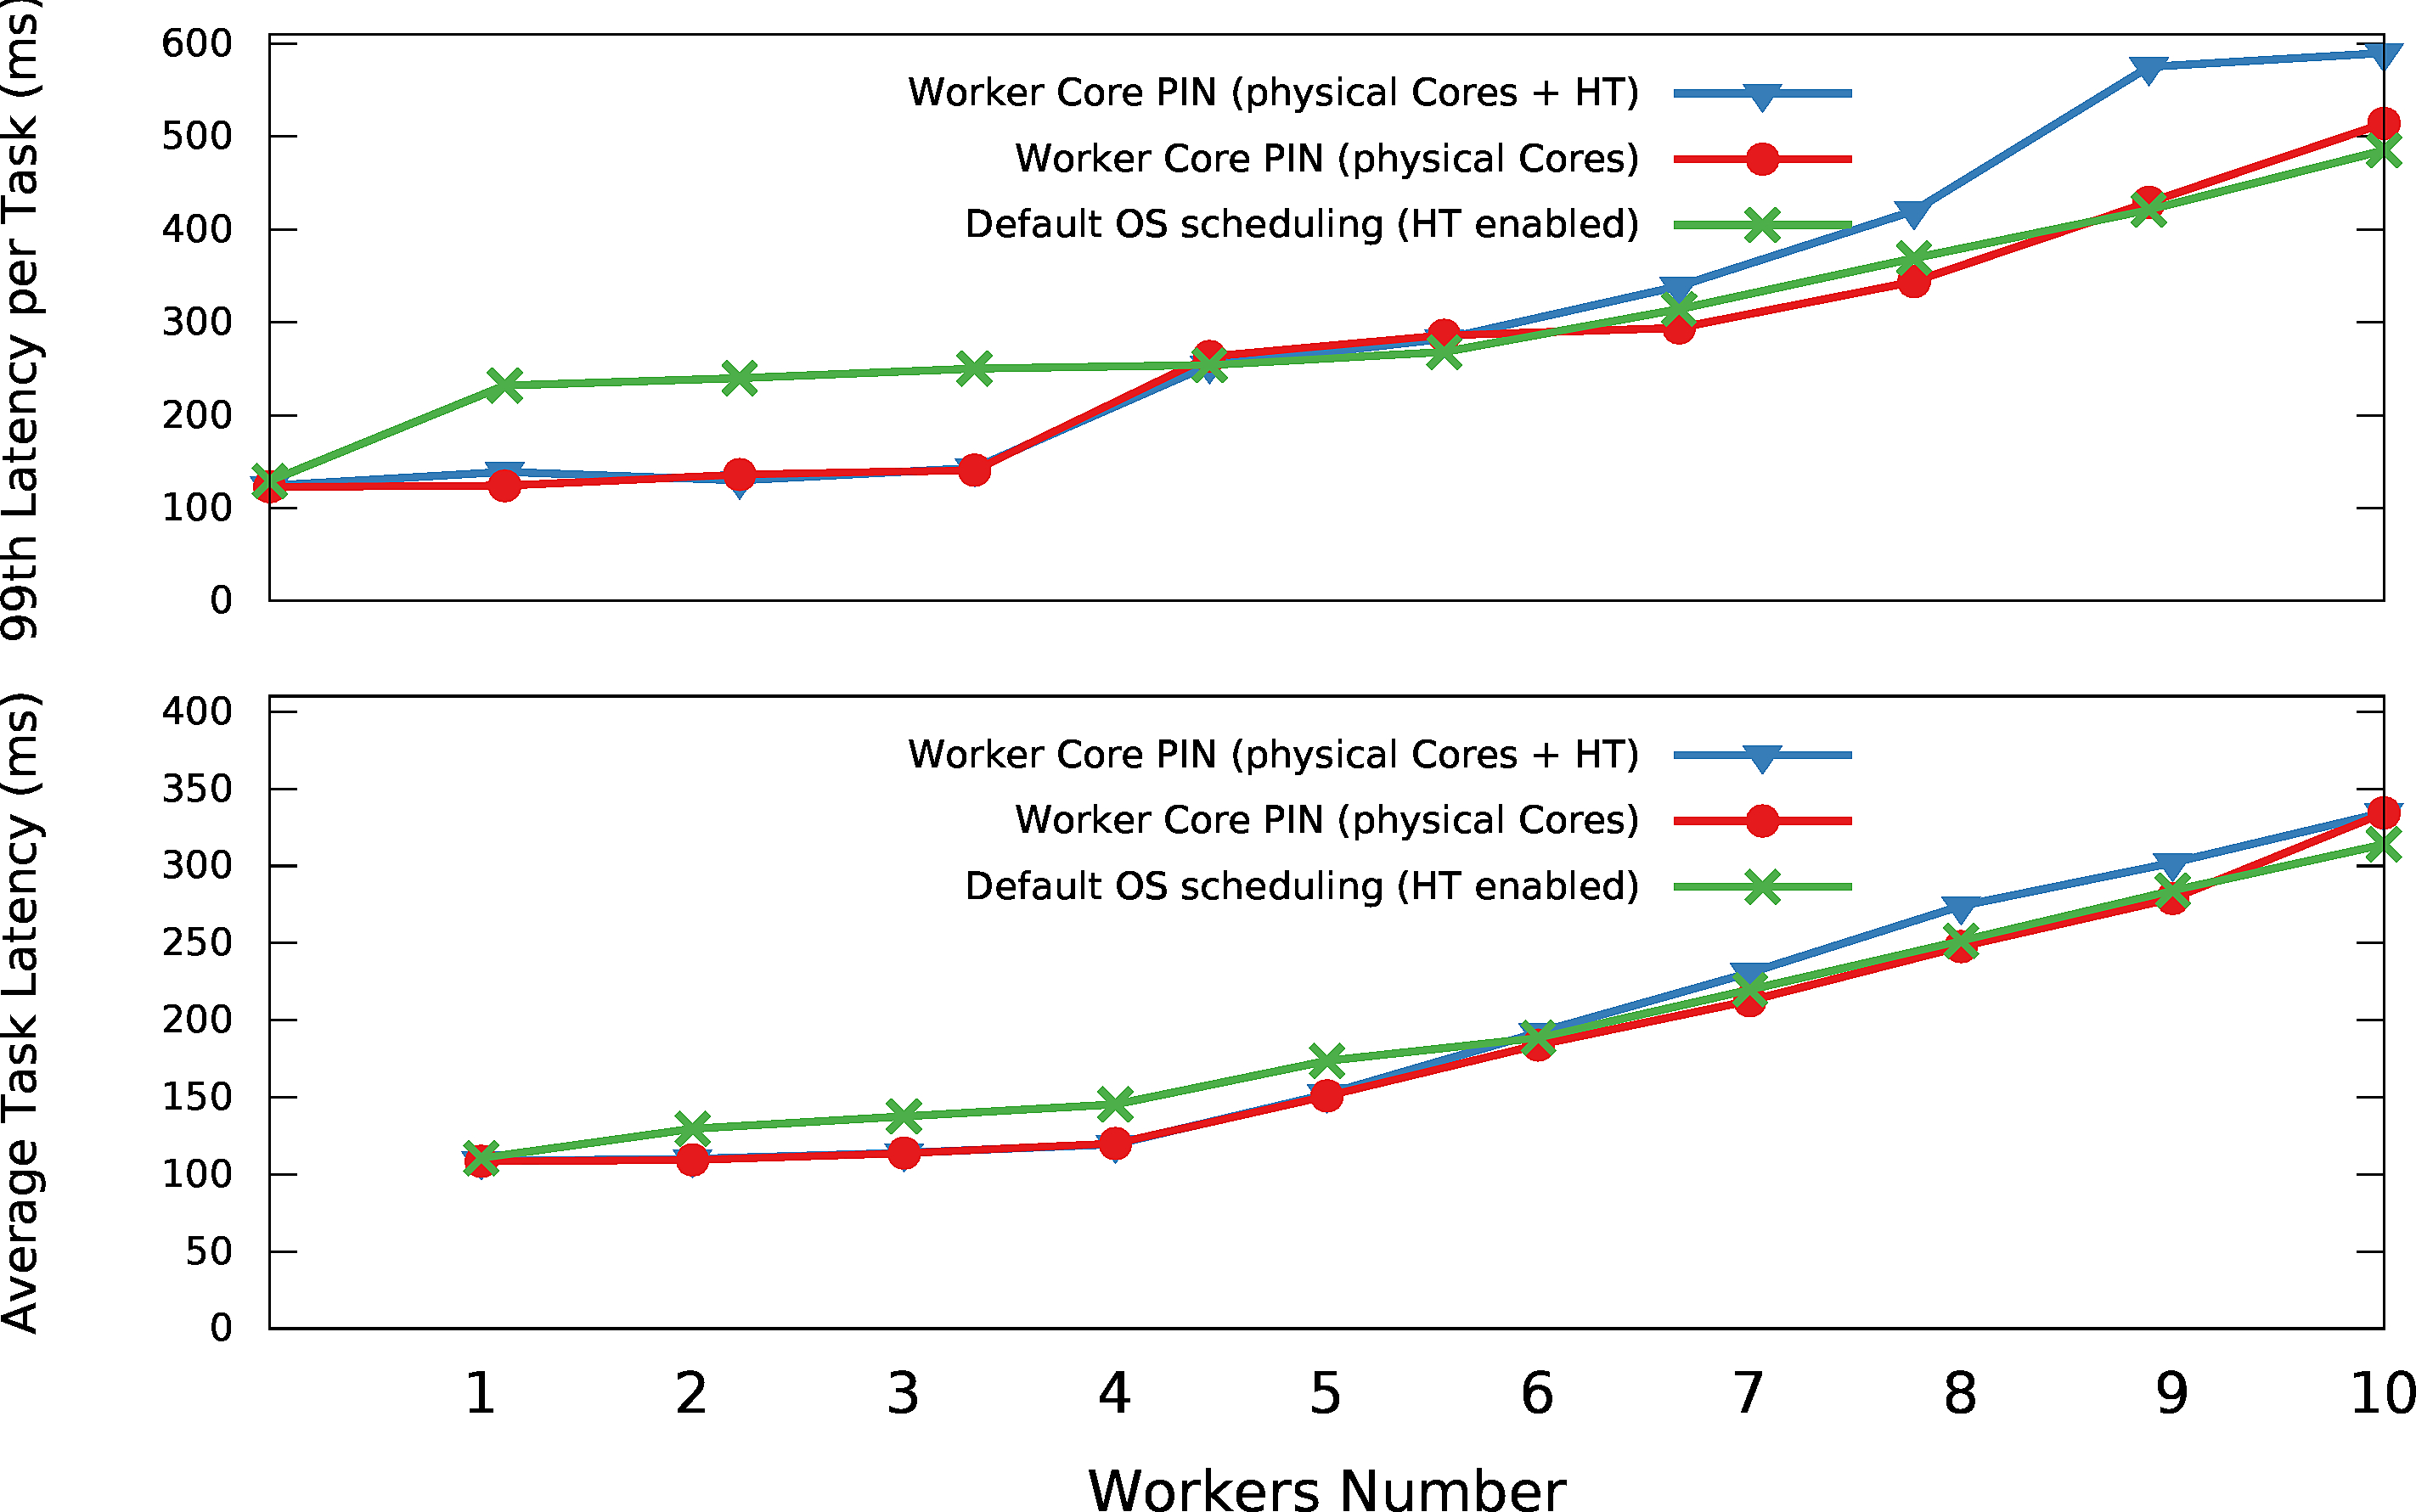 99th Latency per Task (ms)
600
500
400
300
200
100
0
Worker Core PIN (physical Cores + HT)
Worker Core PIN (physical Cores)
Default OS scheduling (HT enabled)
Average Task Latency (ms)
400
350
300
250
200
150
100
50
0
Worker Core PIN (physical Cores + HT)
Worker Core PIN (physical Cores)
Default OS scheduling (HT enabled)
1 2 3 4 5 6 7 8 9 10
Workers Number